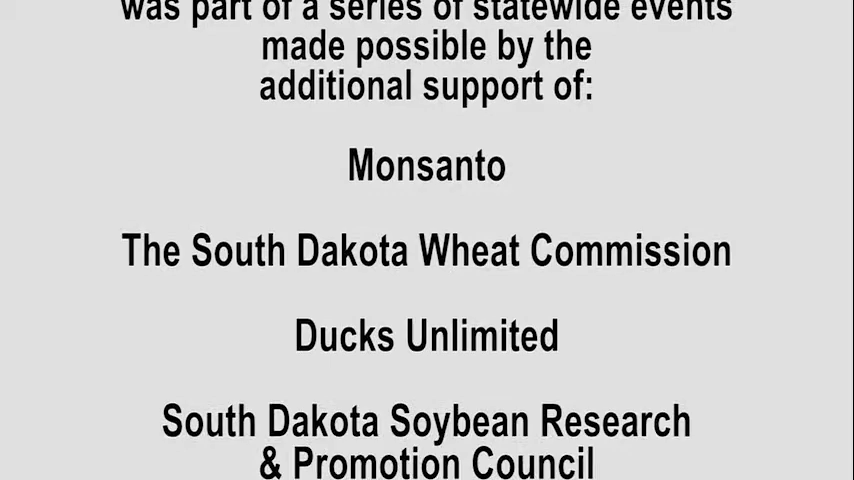 was part of a series of statewide events
made possible by the
additional support of:
Monsanto
The South Dakota Wheat Commission
Ducks Unlimited
South Dakota Soybean Research
& Promotion Council